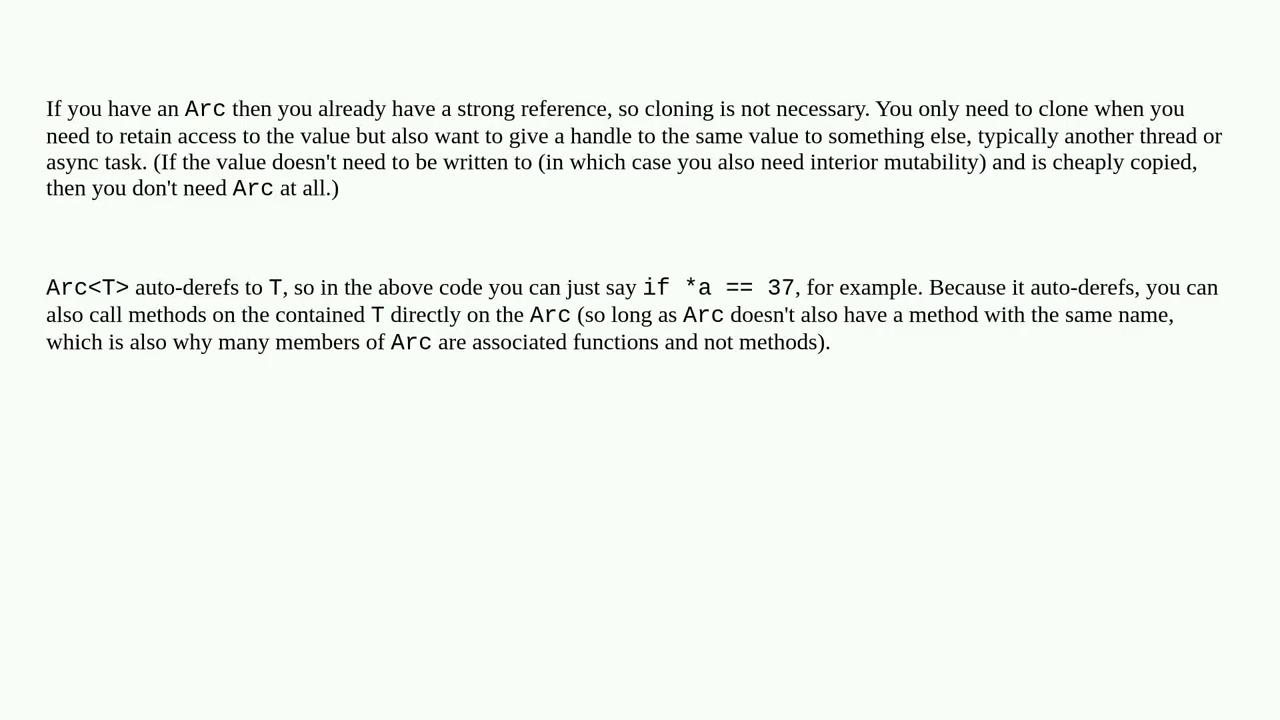 If you have an Arc then you already have a strong reference, so cloning is not necessary. You only need to clone when you
need to retain access to the value but also want to give a handle to the same value to something else, typically another thread or
async task. (If the value doesn't need to be written to (in which case you also need interior mutability) and is cheaply copied,
then you don't need Arc at all.)
Arc<T> auto-derefs to T, so in the above code you can just say if *a == 37, for example. Because it auto-derefs, you can
also call methods on the contained T directly on the Arc (so long as Arc doesn't also have a method with the same name,
which is also why many members of Arc are associated functions and not methods).